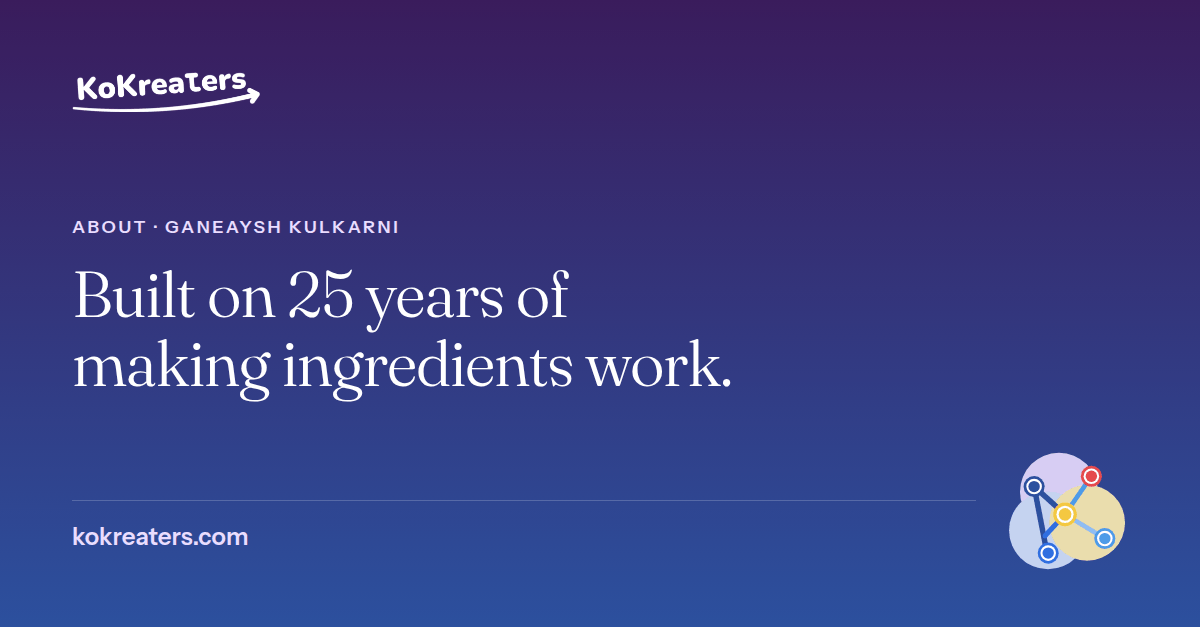 KoKreaTers
ABOUT · GANEAYSH KULKARNI
Built on 25 years of
making ingredients work.
kokreaters.com